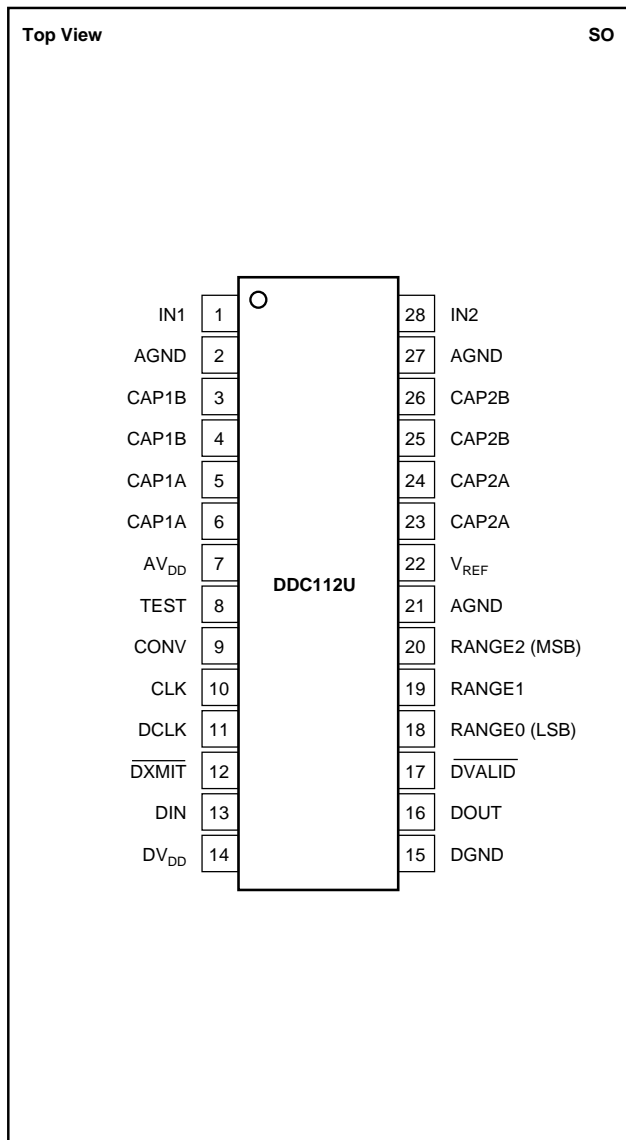 Top View SO
IN1 1 28 IN2
AGND 2 27 AGND
CAP1B 3 26 CAP2B
CAP1B 4 25 CAP2B
CAP1A 5 24 CAP2A
CAP1A 6 23 CAP2A
AVDD 7 22 VREF
DDC112U
TEST 8 21 AGND
CONV 9 20 RANGE2 (MSB)
CLK 10 19 RANGE1
DCLK 11 18 RANGE0 (LSB)
DXMIT 12 17 DVALID
DIN 13 16 DOUT
DVDD 14 15 DGND